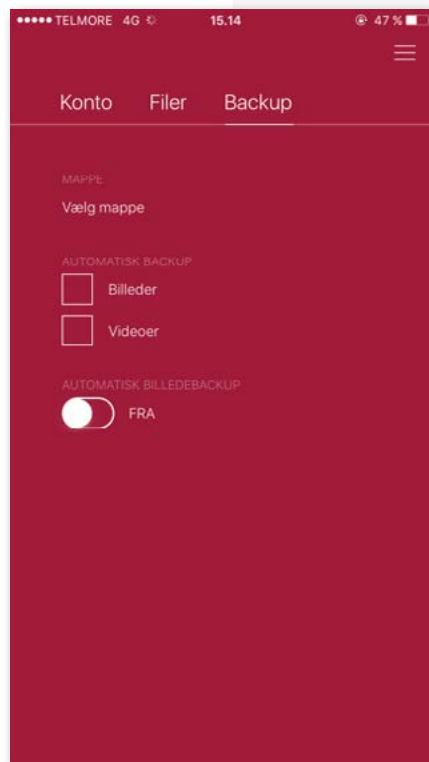 TELMORE 4G 15.14 47 %
Konto Filer Backup
MAPPE
Vælg mappe
AUTOMATISK BACKUP
Billeder
Videoer
AUTOMATISK BILLEDEBACKUP
FRA